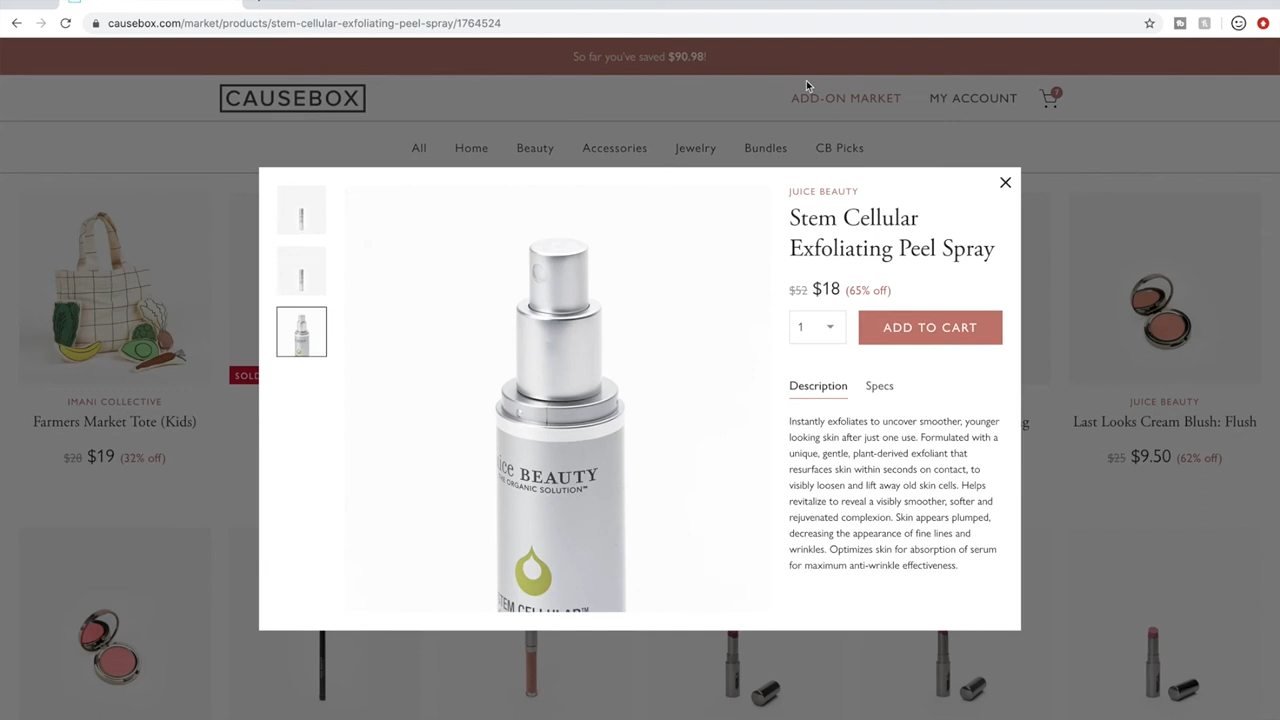 causebox.com/market/products/stem-cellular-exfoliating-peel-spray/1764524
So far you've saved $90.98!
CAUSEBOX
ADD-ON MARKET
MY ACCOUNT
7
All
Home
Beauty
Accessories
Jewelry
Bundles
CB Picks
JUICE BEAUTY
Stem Cellular
Exfoliating Peel Spray
$52 $18 (65% off)
1
ADD TO CART
Description
Specs
Instantly exfoliates to uncover smoother, younger
looking skin after just one use. Formulated with a
unique, gentle, plant-derived exfoliant that
resurfaces skin within seconds on contact, to
visibly loosen and lift away old skin cells. Helps
revitalize to reveal a visibly smoother, softer and
rejuvenated complexion. Skin appears plumped,
decreasing the appearance of fine lines and
wrinkles. Optimizes skin for absorption of serum
for maximum anti-wrinkle effectiveness.
BEAUTY
ORGANIC SOLUTION™
STEM CELLULAR™
SOLD
IMANI COLLECTIVE
Farmers Market Tote (Kids)
$28 $19 (32% off)
JUICE BEAUTY
Last Looks Cream Blush: Flush
$25 $9.50 (62% off)